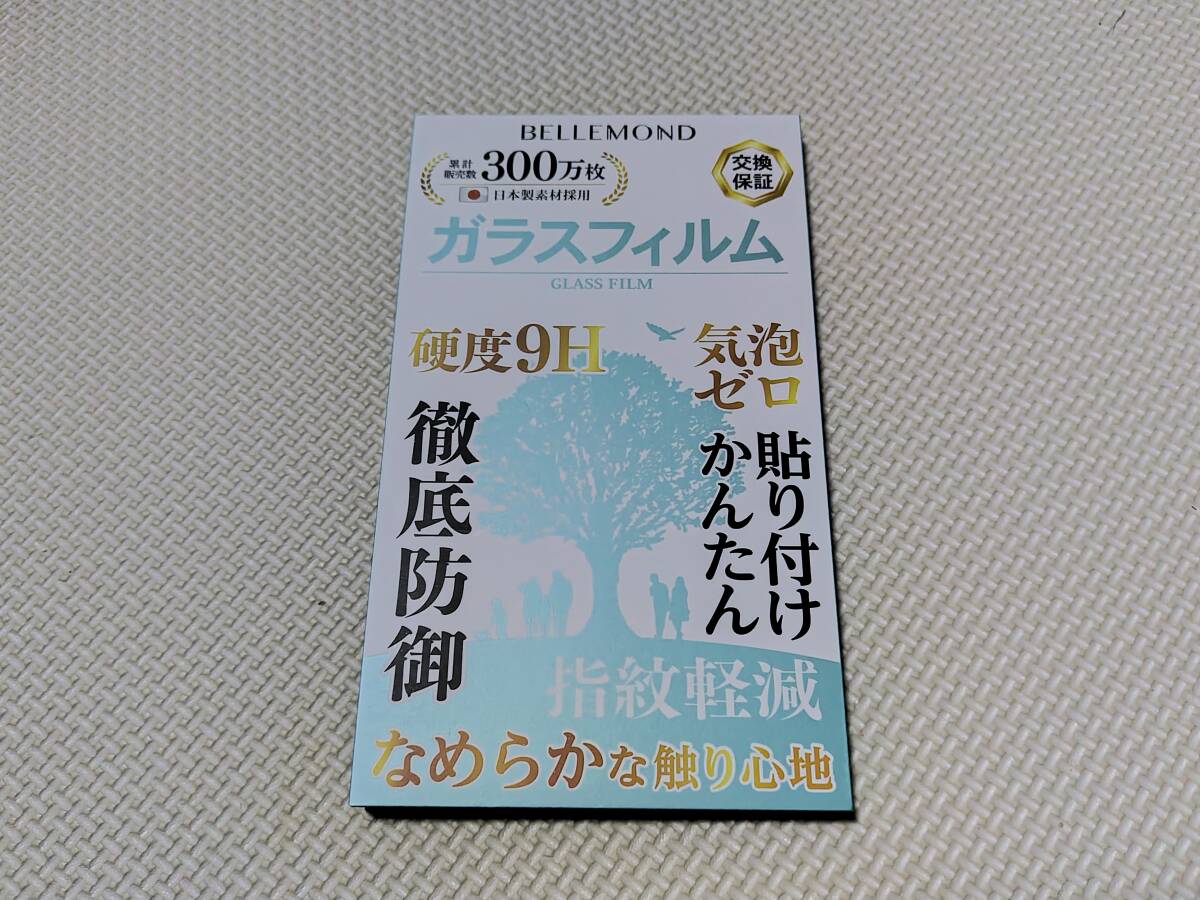 BELLEMOND
累計
販売数
300万枚
日本製素材採用
交換
保証
ガラスフィルム
GLASS FILM
硬度9H
気泡
ゼロ
徹底防御
貼り付け
かんたん
指紋軽減
なめらかな触り心地